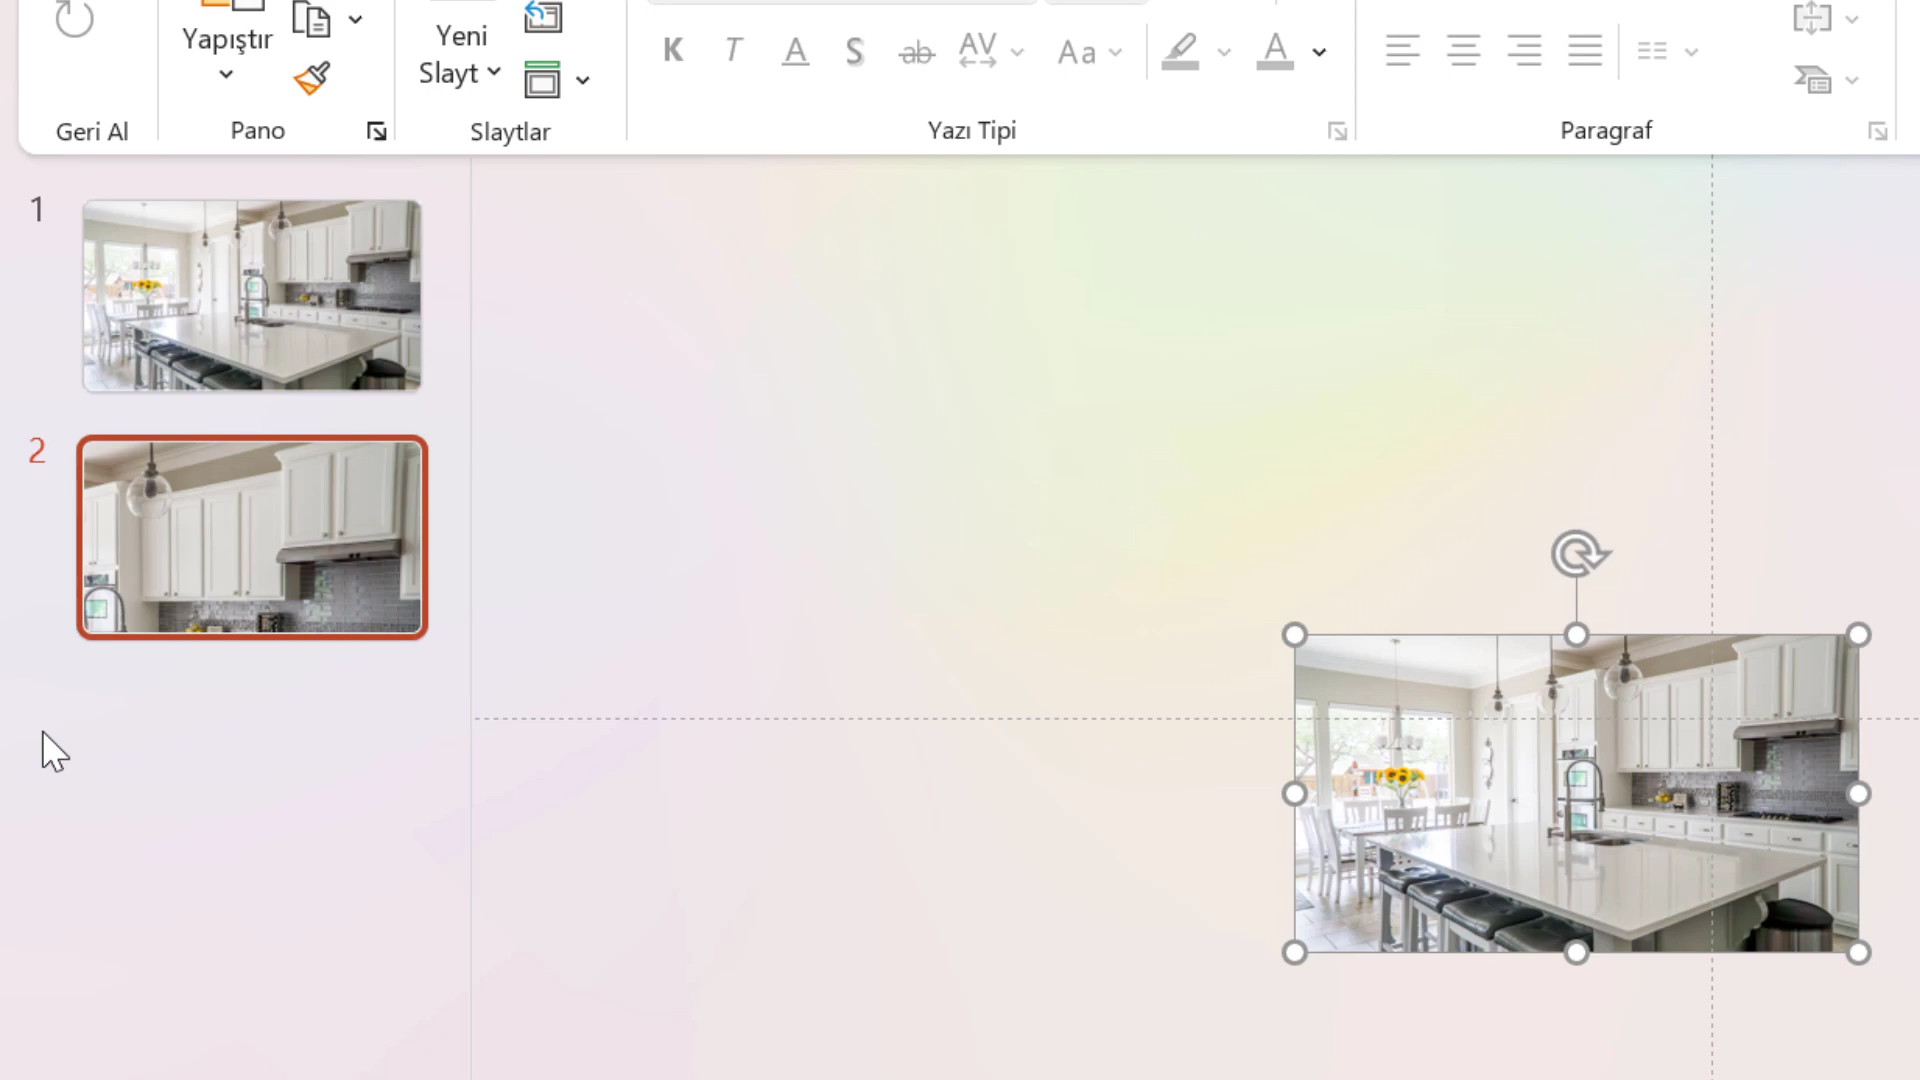 Yapıştır
Yeni
Slayt
K T A S ab AV Aa A
Geri Al
Pano
Slaytlar
Yazı Tipi
Paragraf
1
2